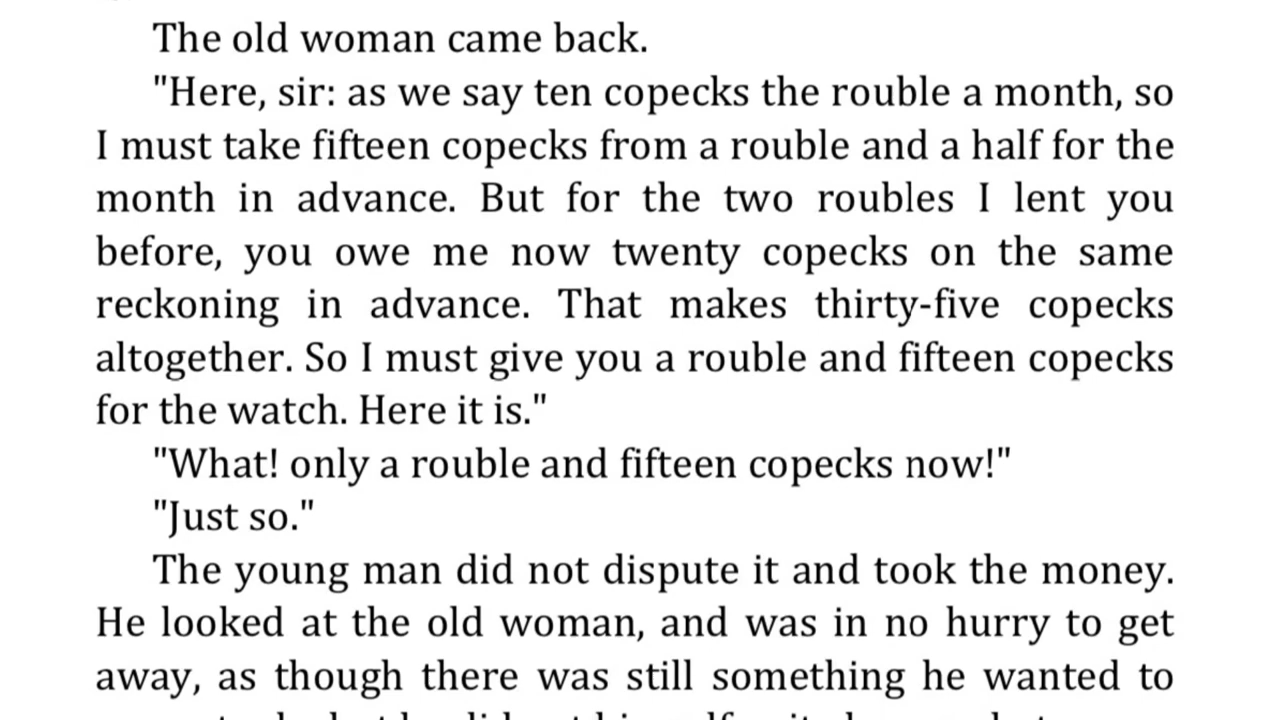 The old woman came back.
"Here, sir: as we say ten copecks the rouble a month, so
I must take fifteen copecks from a rouble and a half for the
month in advance. But for the two roubles I lent you
before, you owe me now twenty copecks on the same
reckoning in advance. That makes thirty-five copecks
altogether. So I must give you a rouble and fifteen copecks
for the watch. Here it is."
"What! only a rouble and fifteen copecks now!"
"Just so."
The young man did not dispute it and took the money.
He looked at the old woman, and was in no hurry to get
away, as though there was still something he wanted to